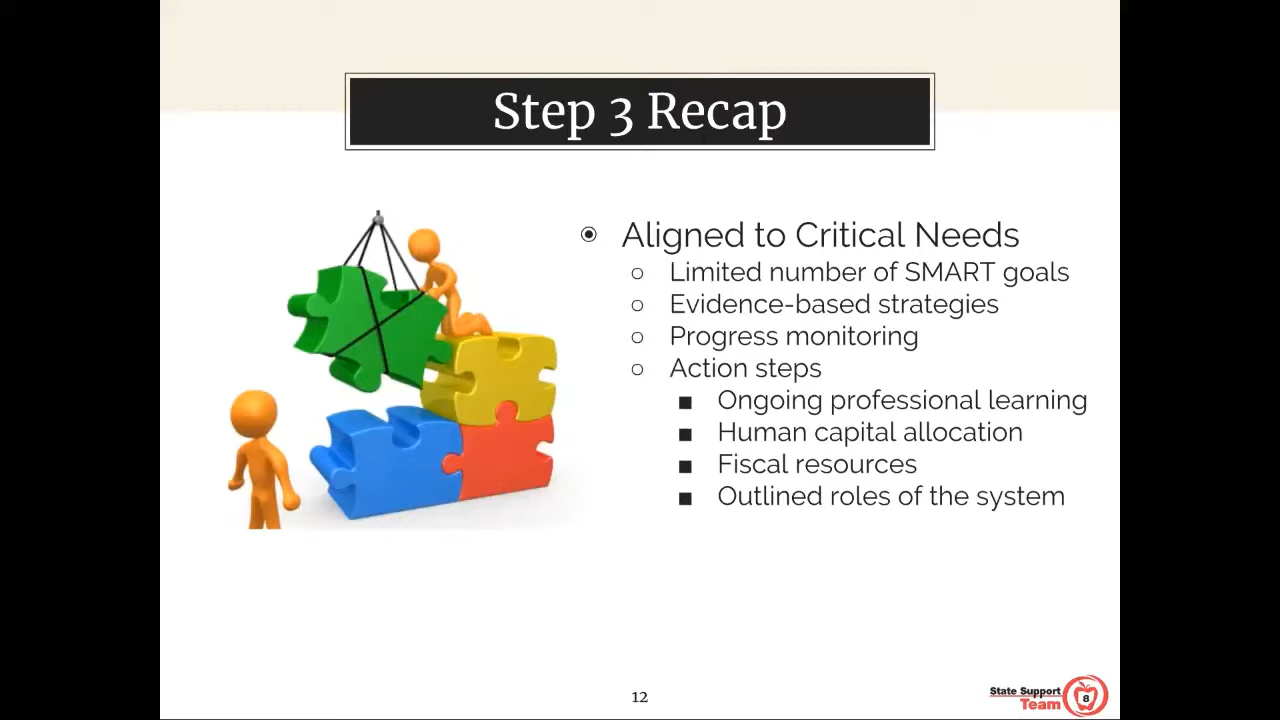 Step 3 Recap
Aligned to Critical Needs
Limited number of SMART goals
Evidence-based strategies
Progress monitoring
Action steps
Ongoing professional learning
Human capital allocation
Fiscal resources
Outlined roles of the system
12
State Support
Team
8